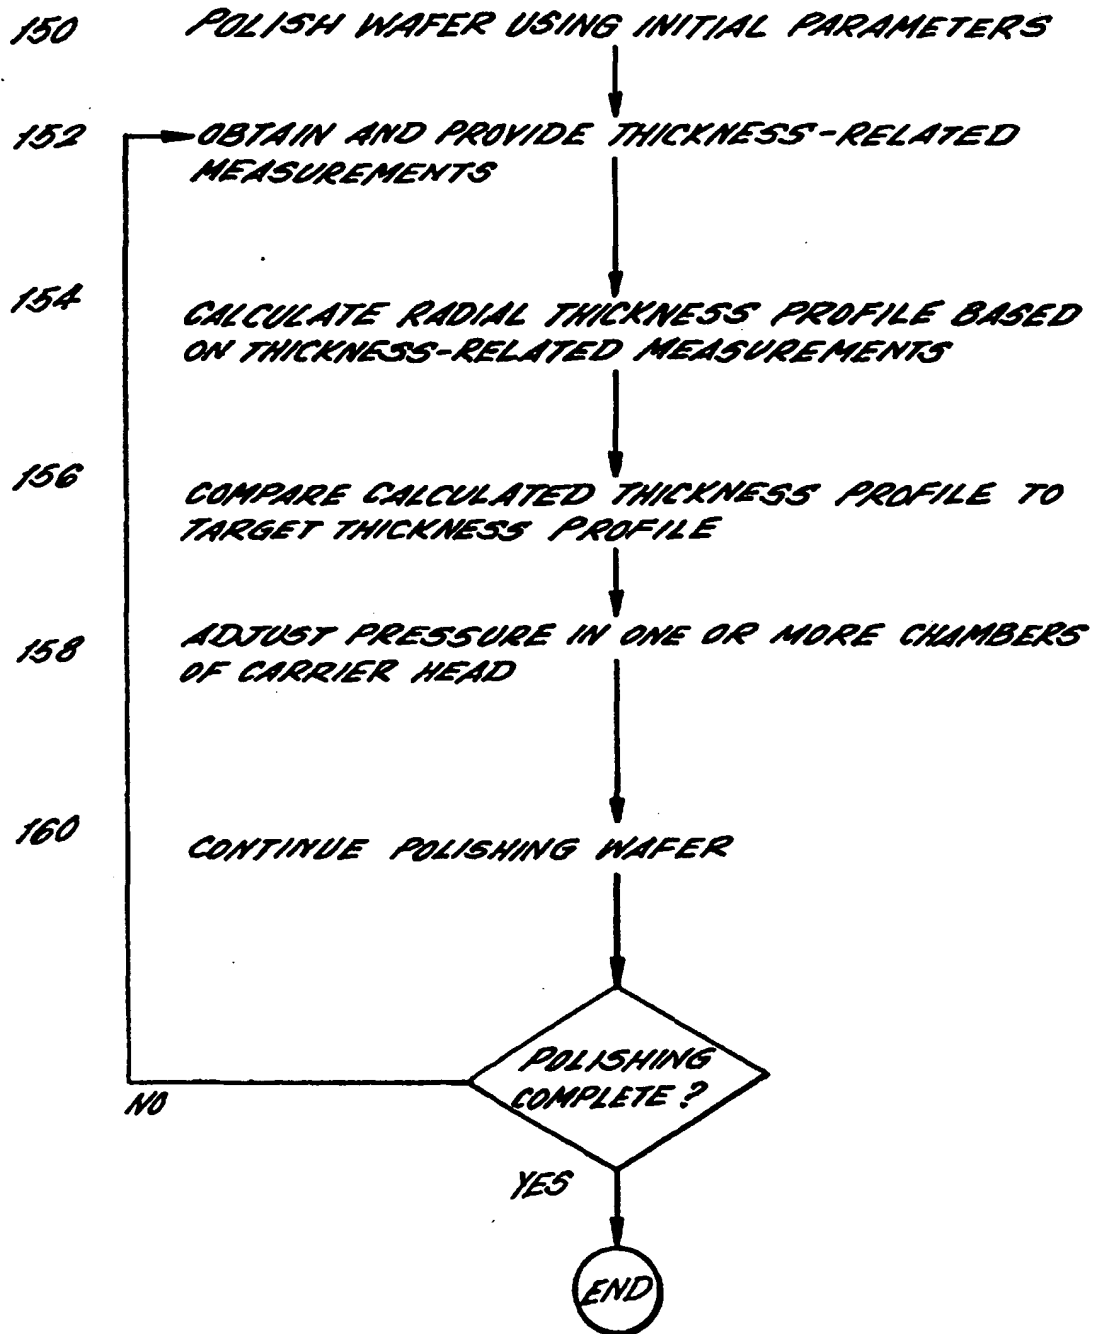 150 POLISH WAFER USING INITIAL PARAMETERS
152 OBTAIN AND PROVIDE THICKNESS-RELATED
MEASUREMENTS
154 CALCULATE RADIAL THICKNESS PROFILE BASED
ON THICKNESS-RELATED MEASUREMENTS
156 COMPARE CALCULATED THICKNESS PROFILE TO
TARGET THICKNESS PROFILE
158 ADJUST PRESSURE IN ONE OR MORE CHAMBERS
OF CARRIER HEAD
160 CONTINUE POLISHING WAFER
POLISHING
COMPLETE?
NO
YES
END